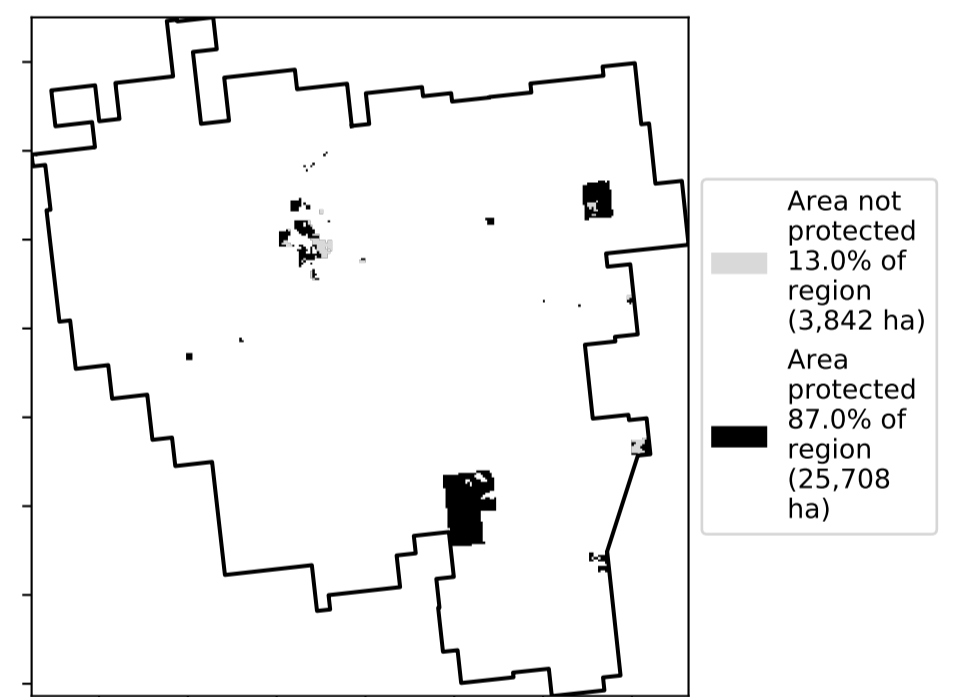 Area not
protected
13.0% of
region
(3,842 ha)
Area
protected
87.0% of
region
(25,708
ha)